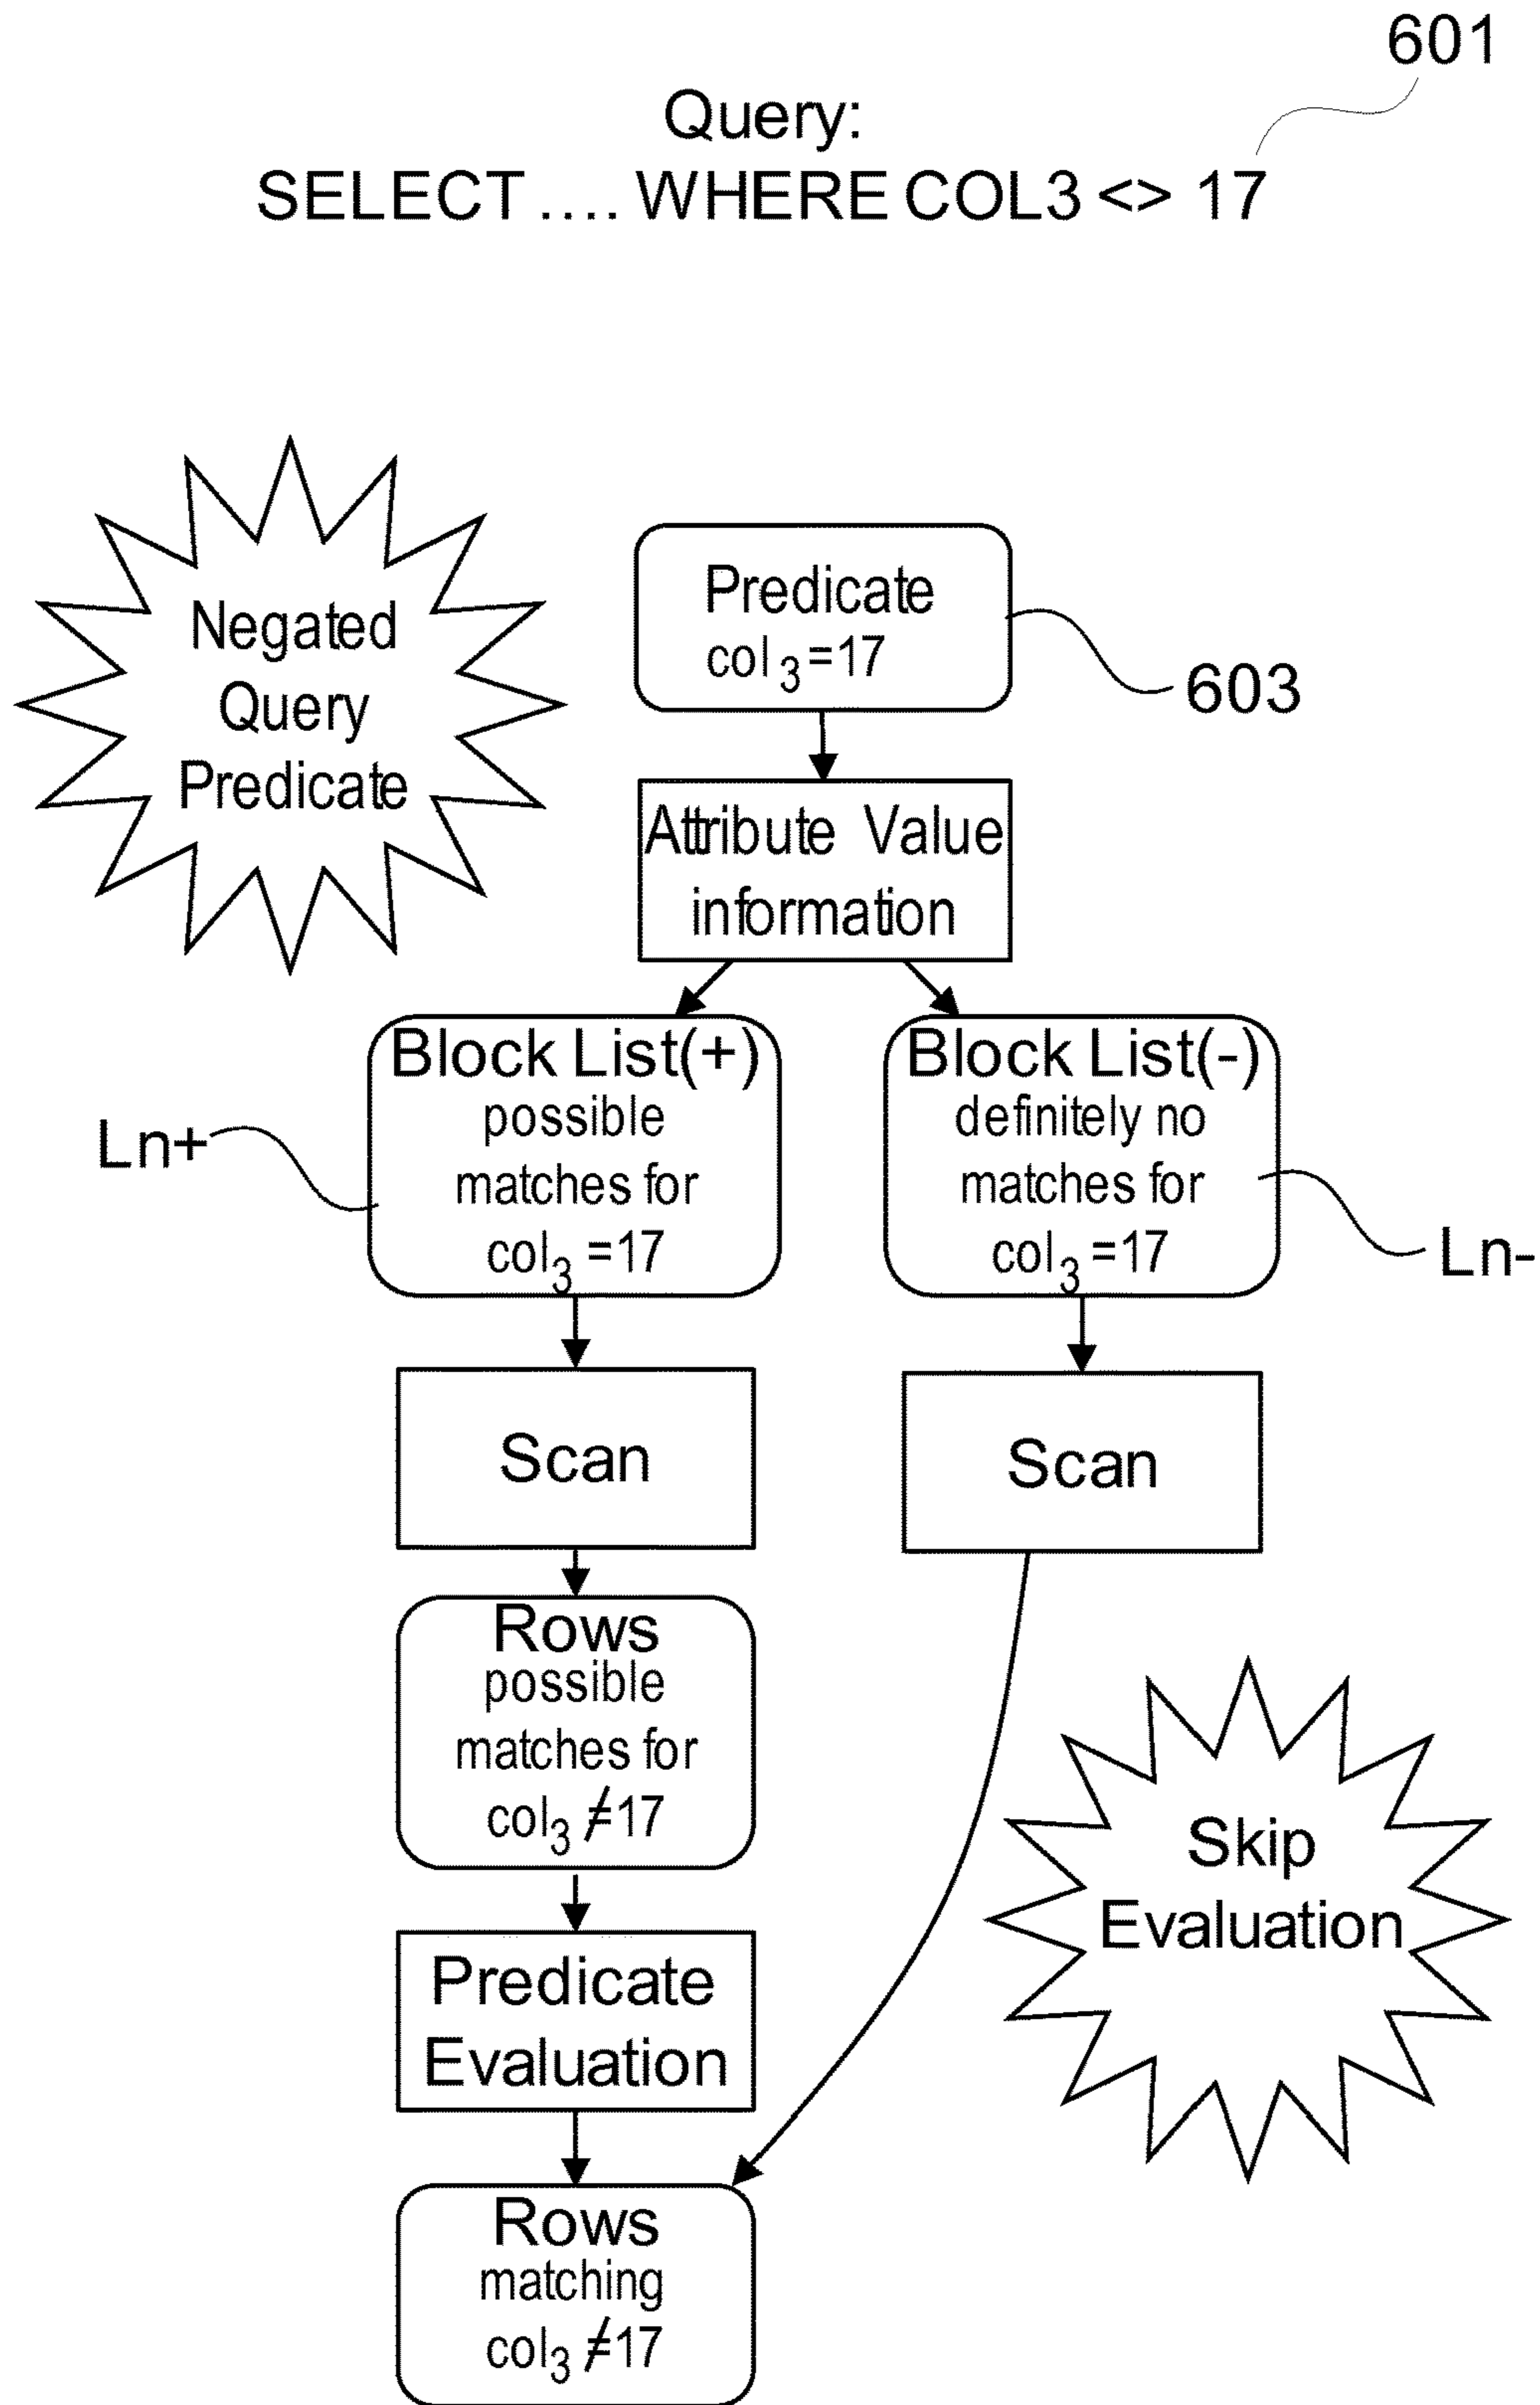 601
Query:
SELECT .... WHERE COL3 <> 17
Negated
Query
Predicate
Predicate
col₃ =17
603
Attribute Value
information
Block List(+)
possible
matches for
col₃ =17
Ln+
Block List(-)
definitely no
matches for
col₃ =17
Ln-
Scan
Scan
Rows
possible
matches for
col₃ ≠17
Skip
Evaluation
Predicate
Evaluation
Rows
matching
col₃ ≠17